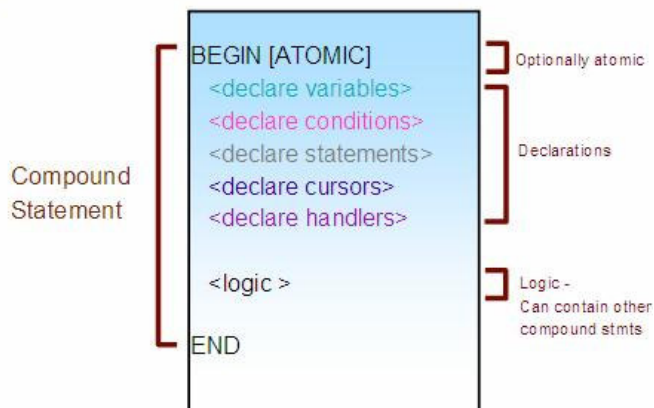 BEGIN [ATOMIC]
<declare variables>
<declare conditions>
<declare statements>
<declare cursors>
<declare handlers>
<logic >
END
Compound
Statement
Optionally atomic
Declarations
Logic -
Can contain other
compound stmts